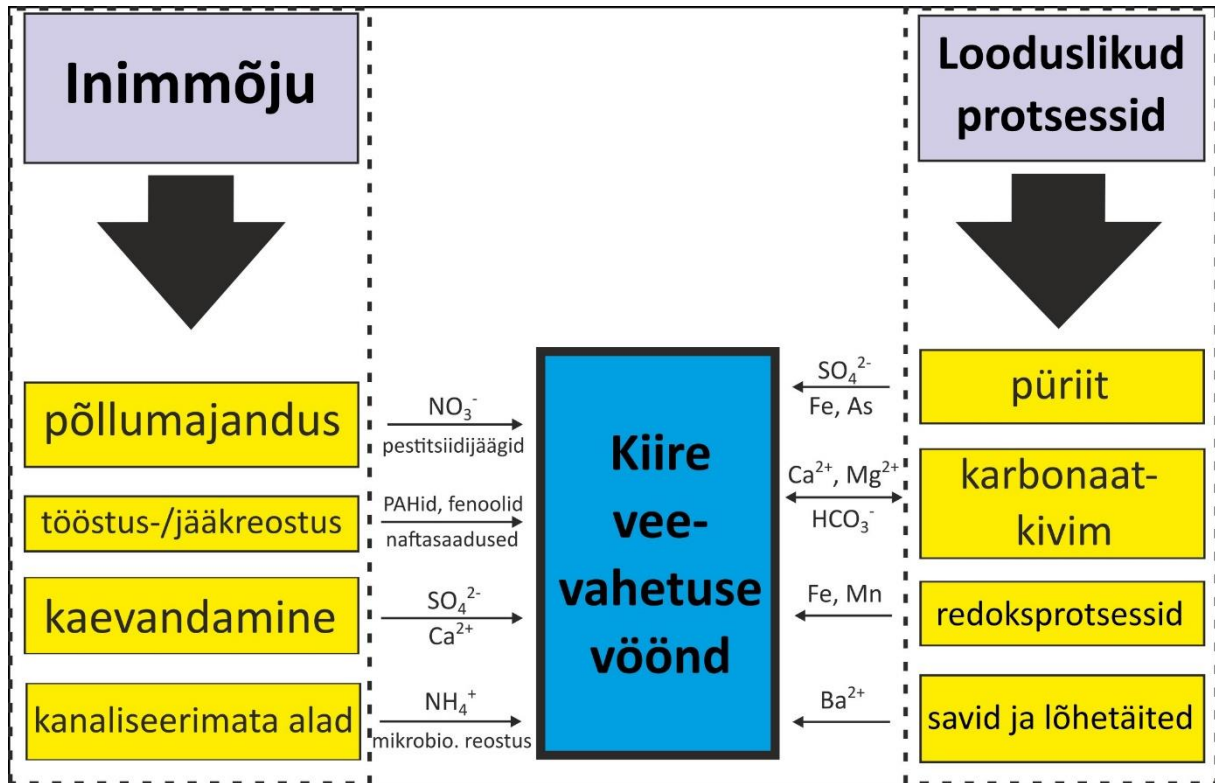 Inimmõju
põllumajandus
tööstus-/jääkreostus
kaevandamine
kanaliseerimata alad
NO₃⁻
pestitsiidijäägid
PAHid, fenoolid
naftasaadused
SO₄²⁻
Ca²⁺
NH₄⁺
mikrobio. reostus
Kiire
vee-
vahetuse
vöönd
SO₄²⁻
Fe, As
Ca²⁺, Mg²⁺
HCO₃⁻
Fe, Mn
Ba²⁺
Looduslikud
protsessid
püriit
karbonaat-
kivim
redoksprotsessid
savid ja lõhetäited